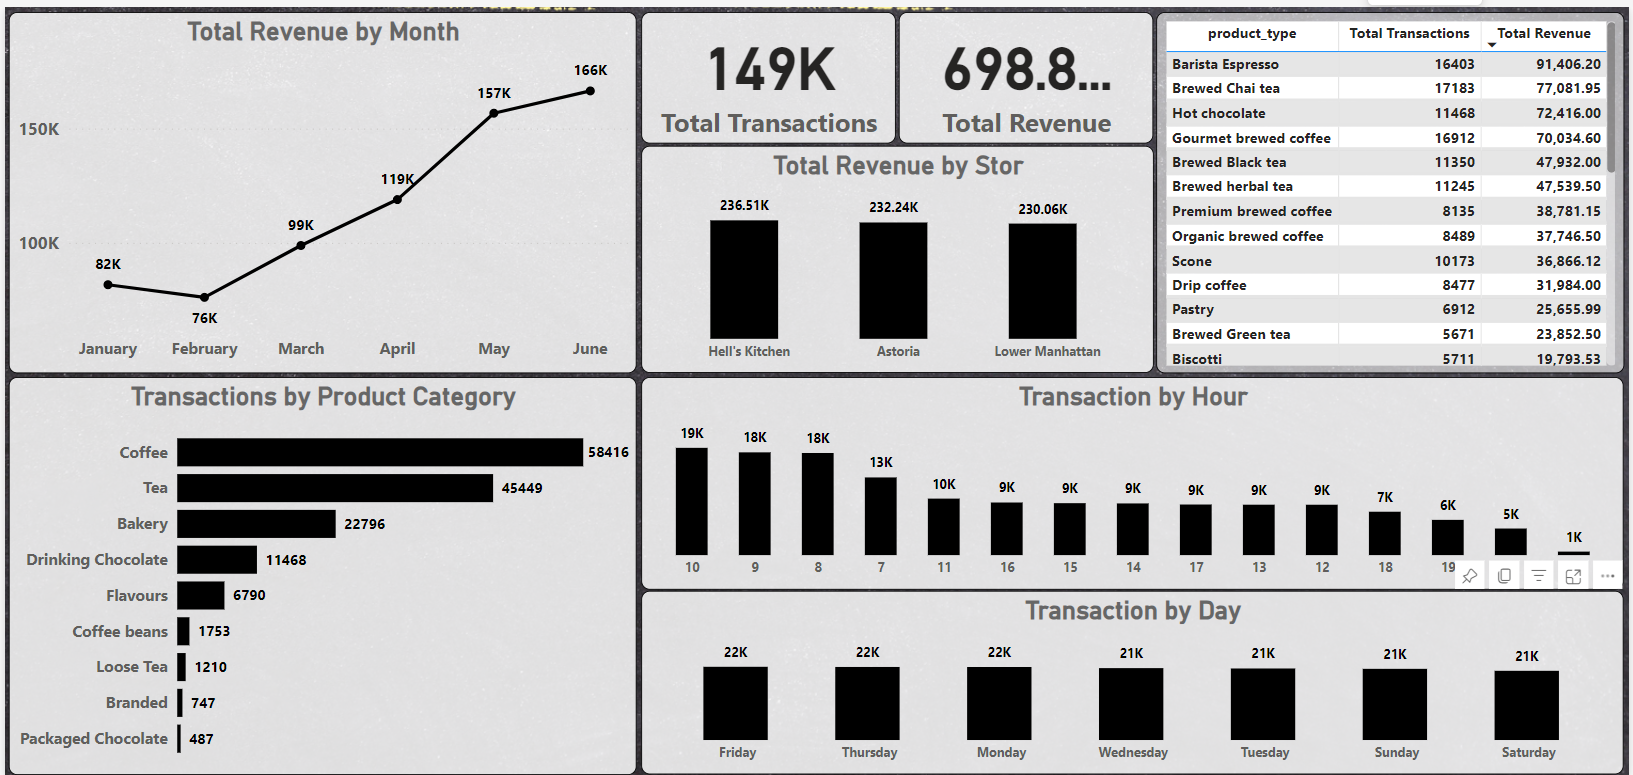 Total Revenue by Month
166K
157K
150K
119K
99K
100K
82K
76K
January February March April May June
149K
Total Transactions
698.8...
Total Revenue
Total Revenue by Stor
236.51K 232.24K 230.06K
Hell's Kitchen Astoria Lower Manhattan
product_type Total Transactions Total Revenue
Barista Espresso 16403 91,406.20
Brewed Chai tea 17183 77,081.95
Hot chocolate 11468 72,416.00
Gourmet brewed coffee 16912 70,034.60
Brewed Black tea 11350 47,932.00
Brewed herbal tea 11245 47,539.50
Premium brewed coffee 8135 38,781.15
Organic brewed coffee 8489 37,746.50
Scone 10173 36,866.12
Drip coffee 8477 31,984.00
Pastry 6912 25,655.99
Brewed Green tea 5671 23,852.50
Biscotti 5711 19,793.53
Transactions by Product Category
Coffee 58416
Tea 45449
Bakery 22796
Drinking Chocolate 11468
Flavours 6790
Coffee beans 1753
Loose Tea 1210
Branded 747
Packaged Chocolate 487
Transaction by Hour
19K 18K 18K 13K 10K 9K 9K 9K 9K 9K 9K 7K 6K 5K 1K
10 9 8 7 11 16 15 14 17 13 12 18 19
Transaction by Day
22K 22K 22K 21K 21K 21K 21K
Friday Thursday Monday Wednesday Tuesday Sunday Saturday